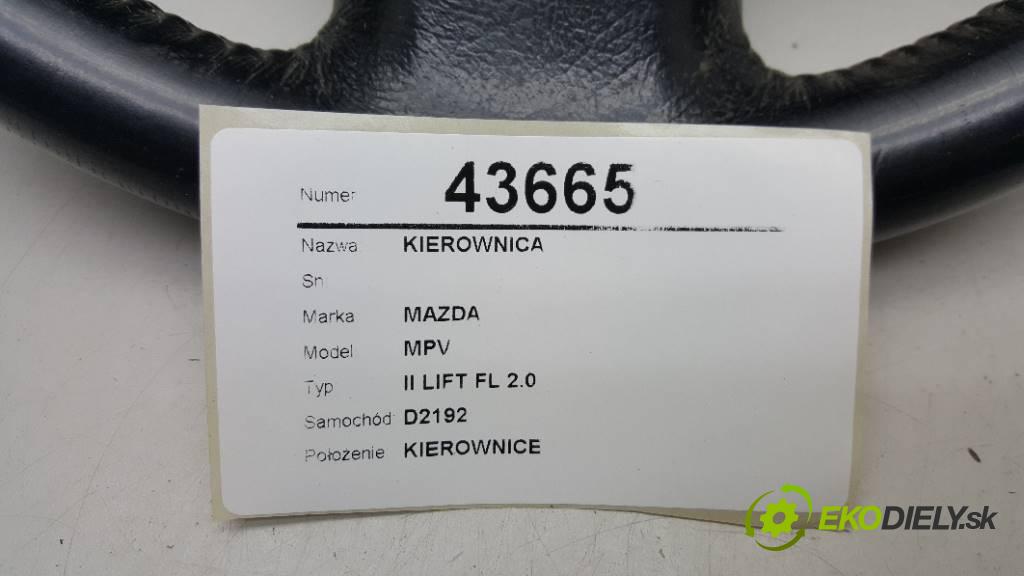 Numer 43665
Nazwa KIEROWNICA
Sn
Marka MAZDA
Model MPV
Typ II LIFT FL 2.0
Samochód D2192
Położenie KIEROWNICE
EKODIELY.sk